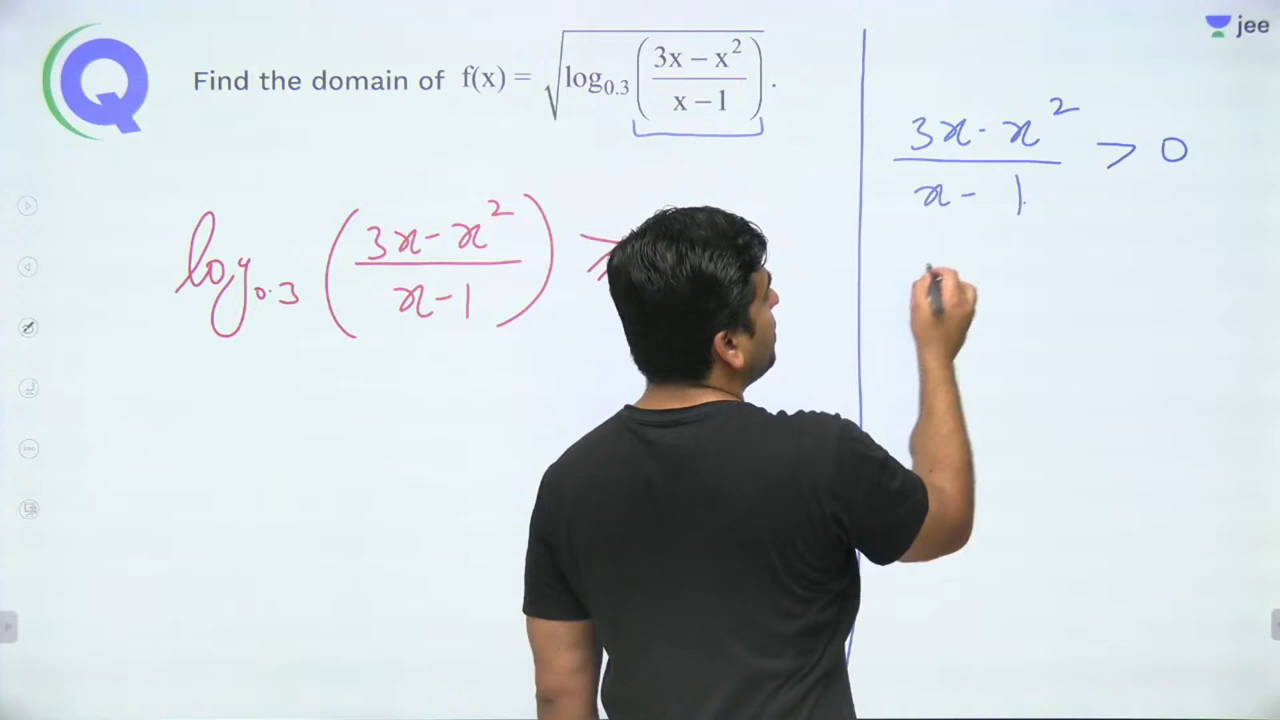 Find the domain of f(x) = √(log₀.₃((3x − x²)/(x − 1))).
jee
(3x - x²)/(x - 1) > 0
log₀.₃((3x - x²)/(x - 1)) ≥